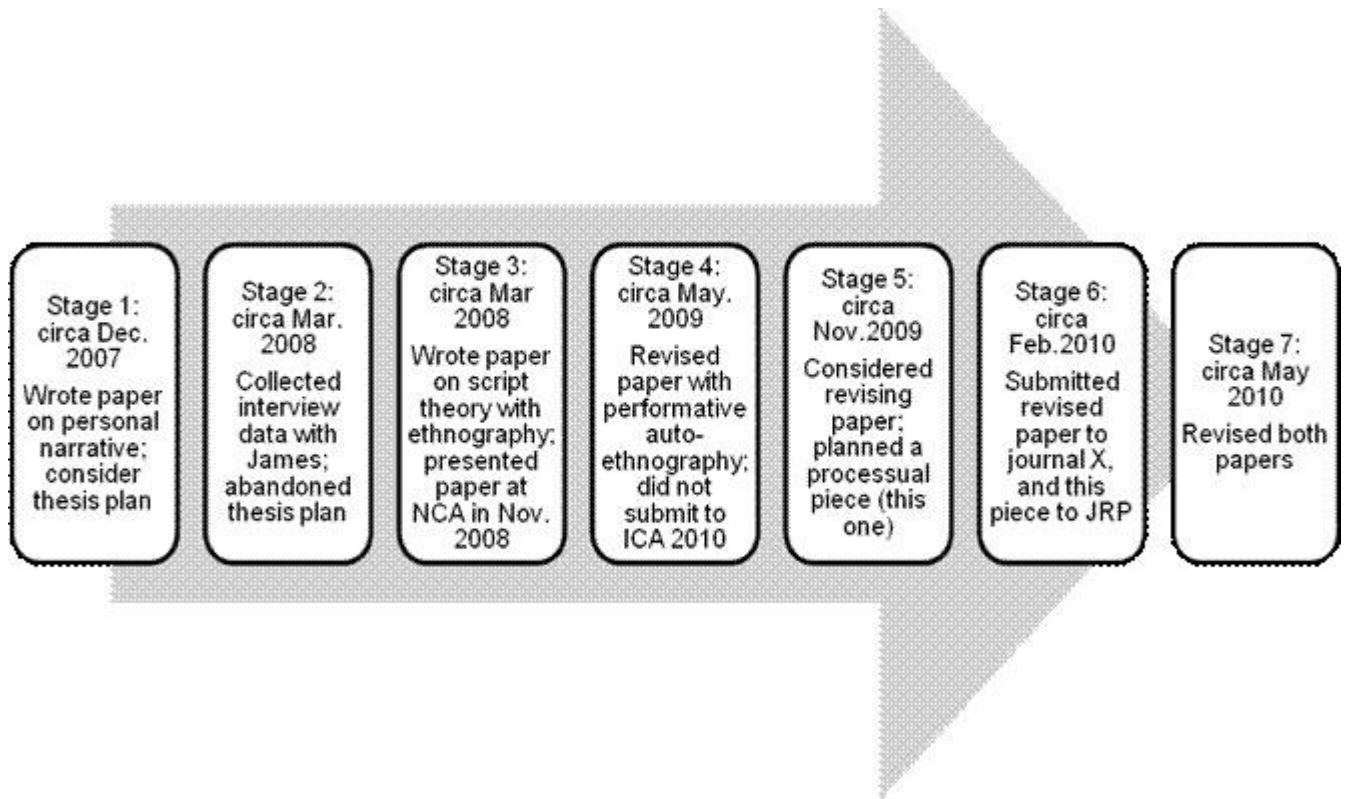 Stage 1:
circa Dec.
2007
Wrote paper
on personal
narrative;
consider
thesis plan
Stage 2:
circa Mar.
2008
Collected
interview
data with
James;
abandoned
thesis plan
Stage 3:
circa Mar
2008
Wrote paper
on script
theory with
ethnography;
presented
paper at
NCA in Nov.
2008
Stage 4:
circa May.
2009
Revised
paper with
performative
auto-
ethnography;
did not
submit to
ICA 2010
Stage 5:
circa
Nov.2009
Considered
revising
paper;
planned a
processual
piece (this
one)
Stage 6:
circa
Feb.2010
Submitted
revised
paper to
journal X,
and this
piece to JRP
Stage 7:
circa May
2010
Revised both
papers